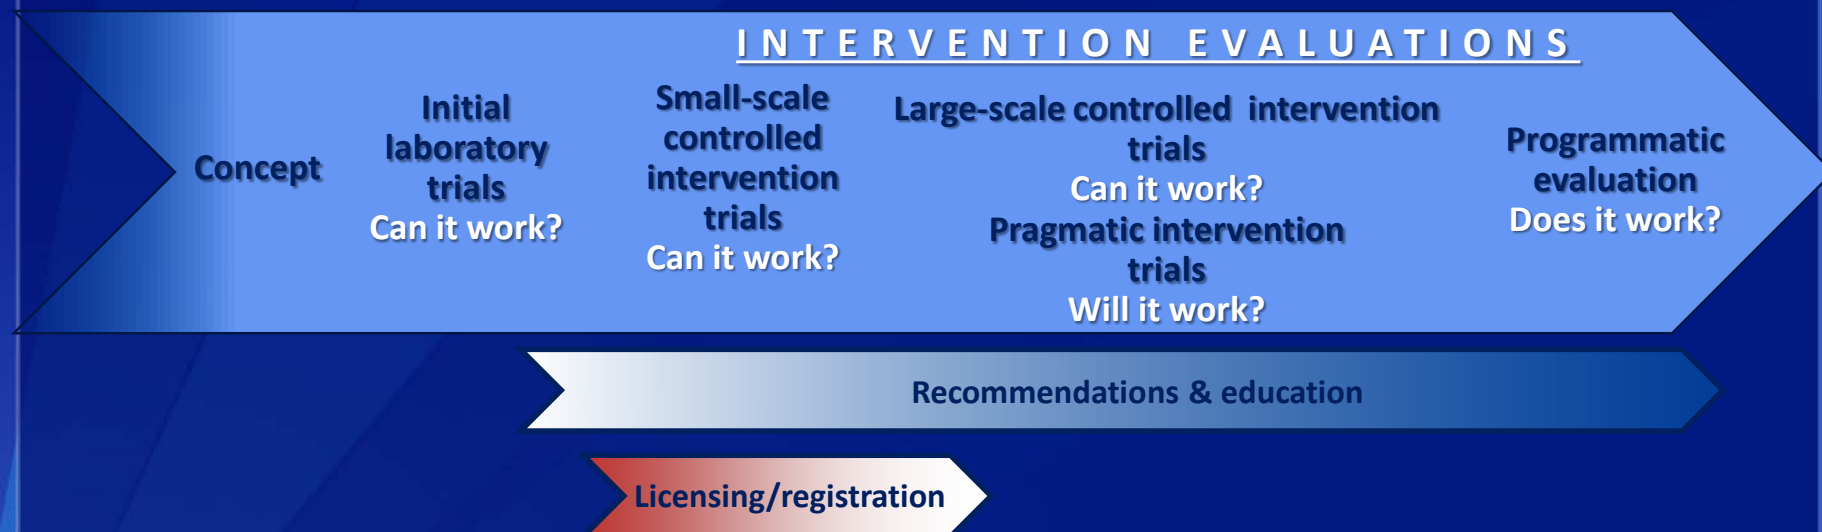 INTERVENTION EVALUATIONS
Concept
Initial
laboratory
trials
Can it work?
Small-scale
controlled
intervention
trials
Can it work?
Large-scale controlled intervention
trials
Can it work?
Pragmatic intervention
trials
Will it work?
Programmatic
evaluation
Does it work?
Recommendations & education
Licensing/registration